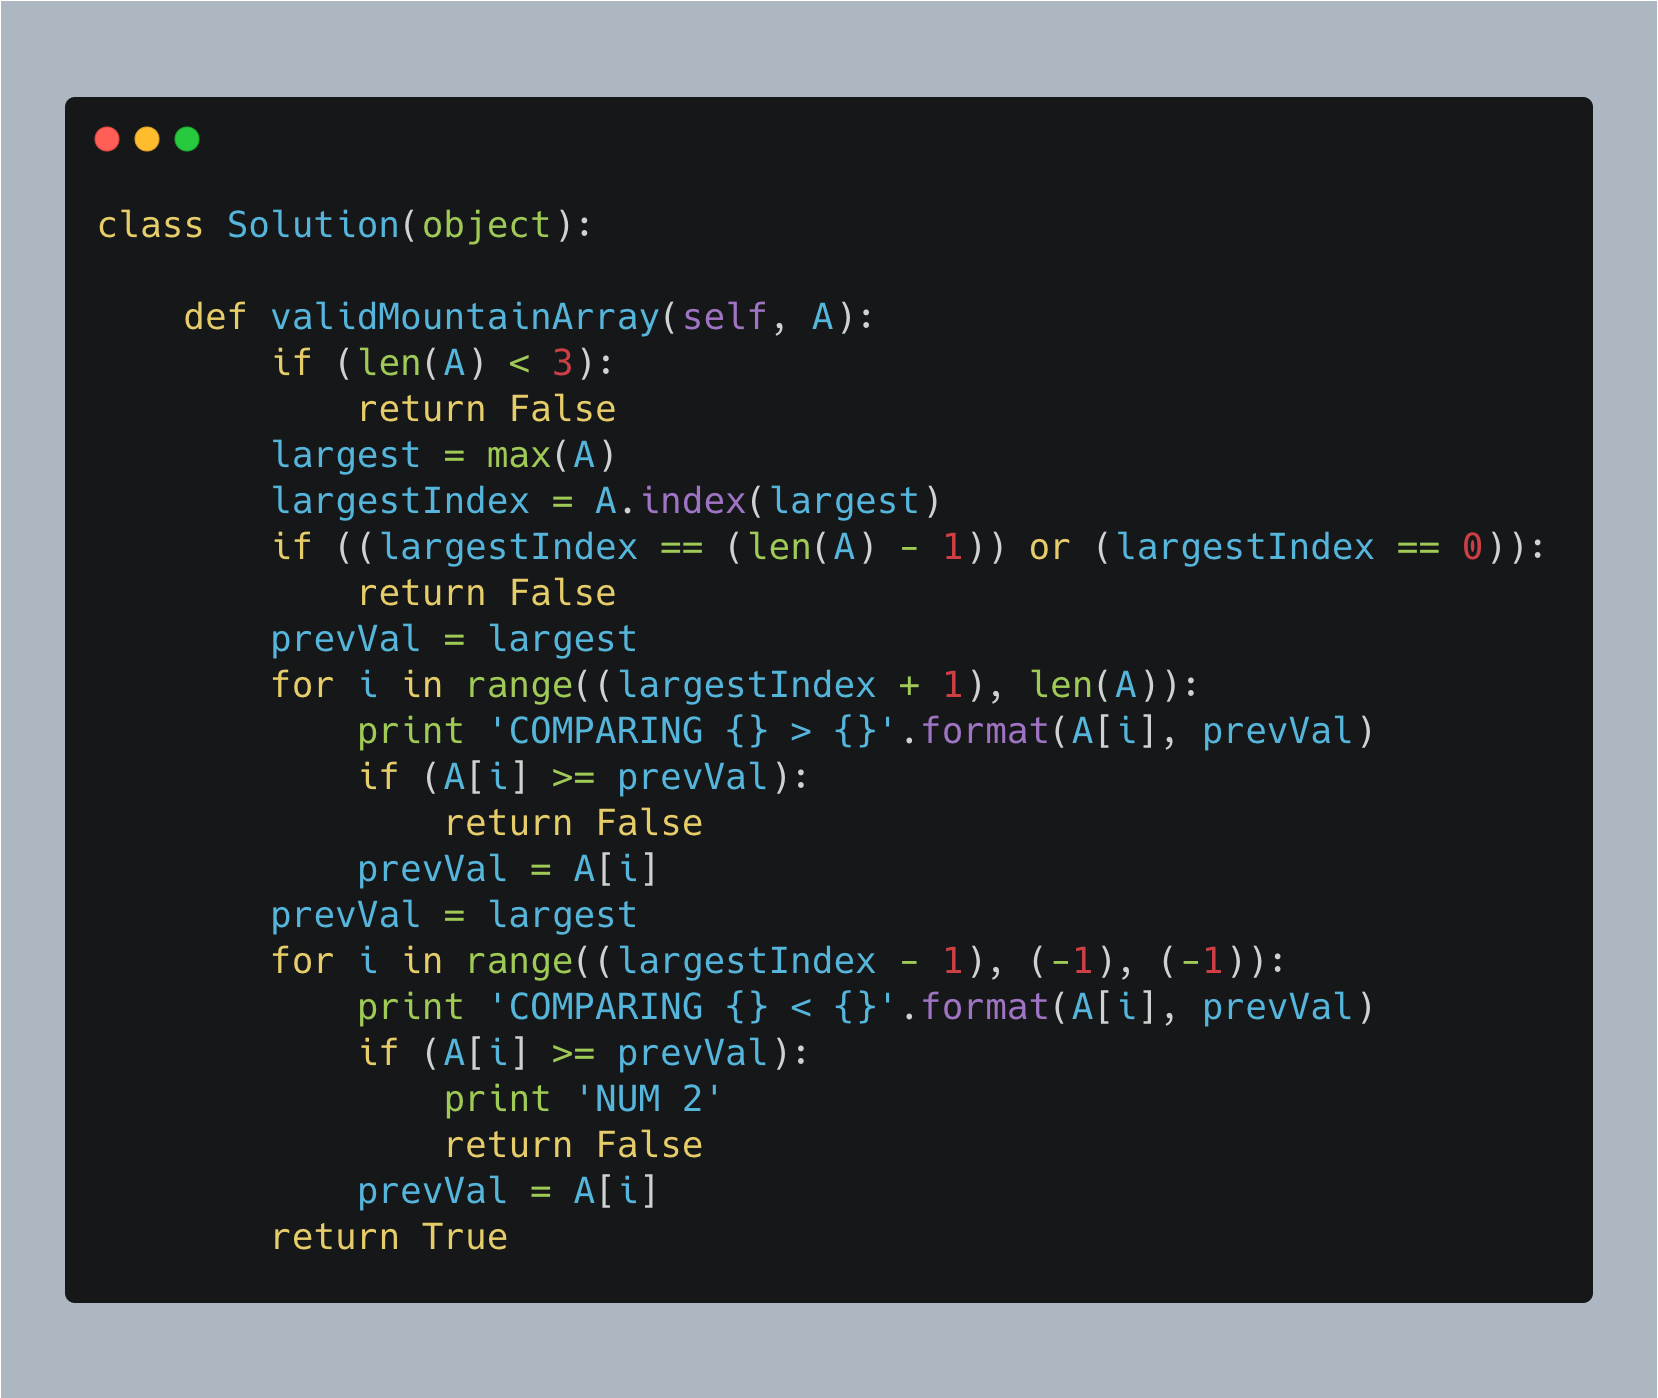 class Solution(object):

    def validMountainArray(self, A):
        if (len(A) < 3):
            return False
        largest = max(A)
        largestIndex = A.index(largest)
        if ((largestIndex == (len(A) - 1)) or (largestIndex == 0)):
            return False
        prevVal = largest
        for i in range((largestIndex + 1), len(A)):
            print 'COMPARING {} > {}'.format(A[i], prevVal)
            if (A[i] >= prevVal):
                return False
            prevVal = A[i]
        prevVal = largest
        for i in range((largestIndex - 1), (-1), (-1)):
            print 'COMPARING {} < {}'.format(A[i], prevVal)
            if (A[i] >= prevVal):
                print 'NUM 2'
                return False
            prevVal = A[i]
        return True